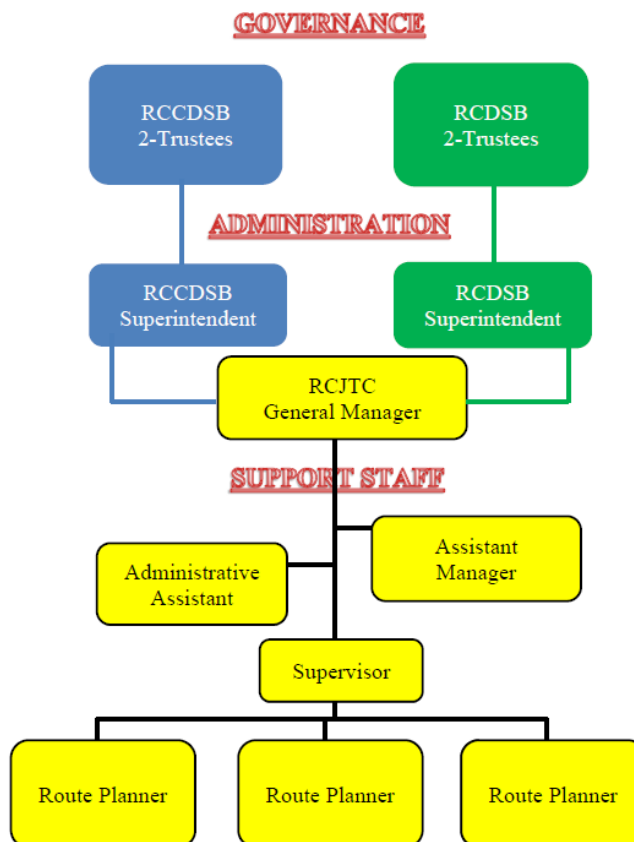 GOVERNANCE
RCCDSB
2-Trustees
RCDSB
2-Trustees
ADMINISTRATION
RCCDSB
Superintendent
RCDSB
Superintendent
RCJTC
General Manager
SUPPORT STAFF
Administrative
Assistant
Assistant
Manager
Supervisor
Route Planner
Route Planner
Route Planner